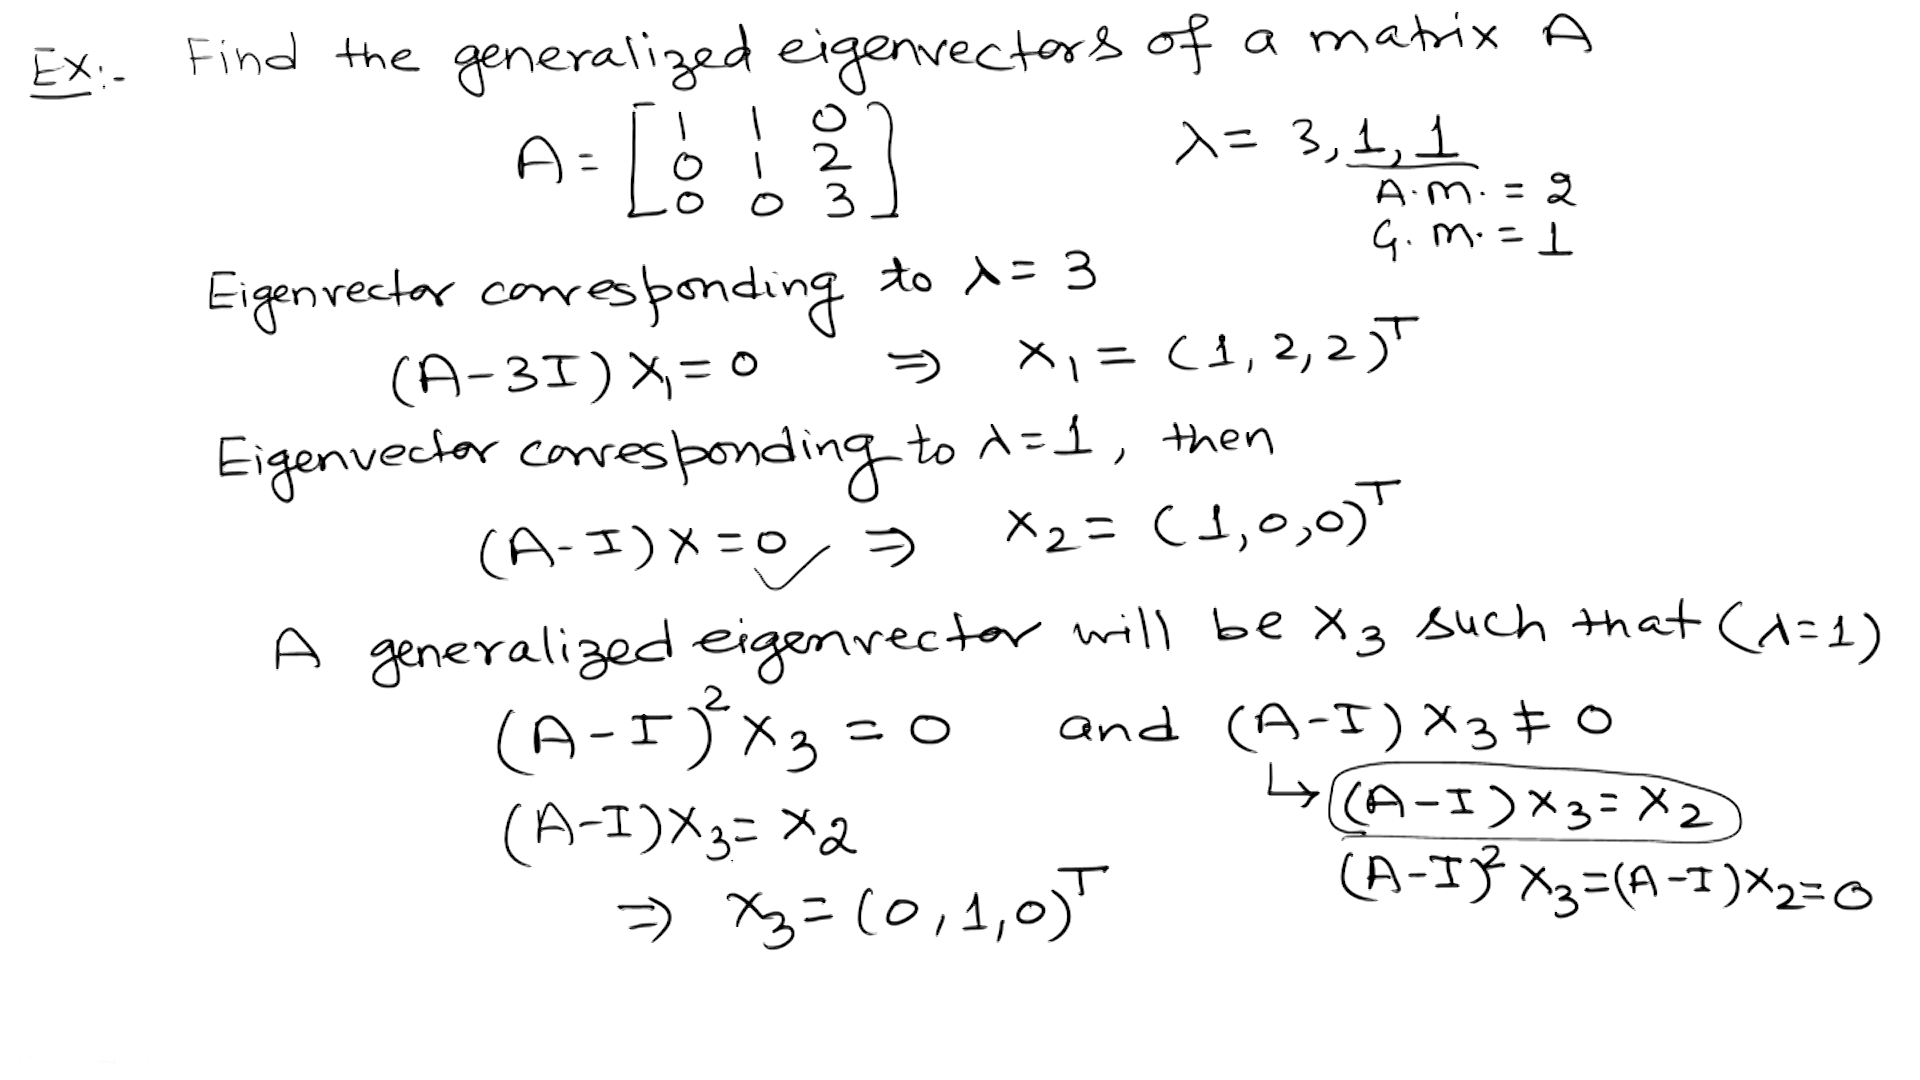 Ex:- Find the generalized eigenvectors of a matrix A
A = [1 1 0
0 1 2
0 0 3]
λ = 3, 1, 1
A.M. = 2
G.M. = 1
Eigenvector corresponding to λ = 3
(A-3I) X₁ = 0 ⇒ X₁ = (1, 2, 2)ᵀ
Eigenvector corresponding to λ = 1, then
(A-I) X = 0 ✓ ⇒ X₂ = (1, 0, 0)ᵀ
A generalized eigenvector will be X₃ such that (λ=1)
(A-I)² X₃ = 0 and (A-I) X₃ ≠ 0
↳ (A-I) X₃ = X₂
(A-I) X₃ = X₂
(A-I)² X₃ = (A-I) X₂ = 0
⇒ X₃ = (0, 1, 0)ᵀ